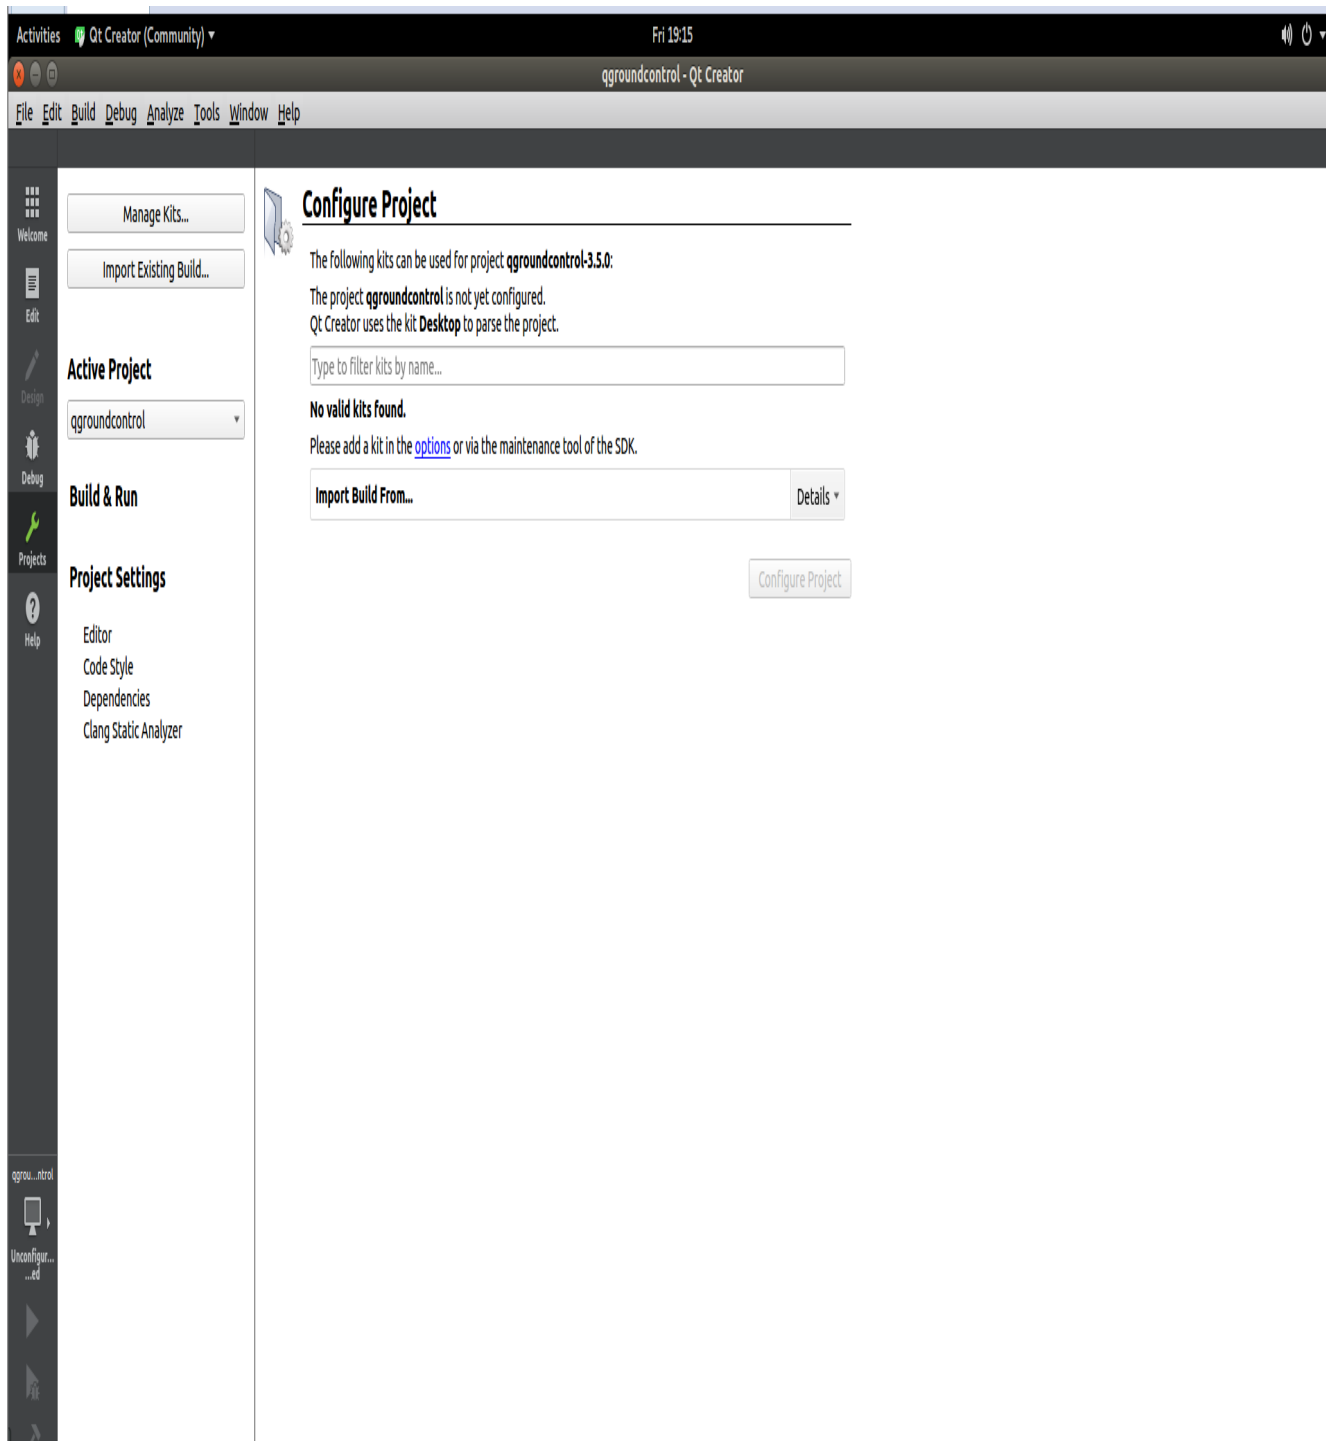 Activities Qt Creator (Community) Fri 19:15
qgroundcontrol - Qt Creator
File Edit Build Debug Analyze Tools Window Help
Welcome
Edit
Design
Debug
Projects
Help
Manage Kits...
Import Existing Build...
Active Project
qgroundcontrol
Build & Run
Project Settings
Editor
Code Style
Dependencies
Clang Static Analyzer
Configure Project
The following kits can be used for project qgroundcontrol-3.5.0:
The project qgroundcontrol is not yet configured.
Qt Creator uses the kit Desktop to parse the project.
Type to filter kits by name...
No valid kits found.
Please add a kit in the options or via the maintenance tool of the SDK.
Import Build From...
Details
Configure Project
qgrou...ntrol
Unconfigur...
...ed